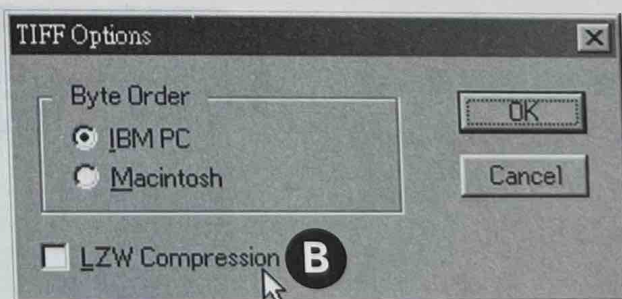 TIFF Options
Byte Order
IBM PC
Macintosh
OK
Cancel
LZW Compression B